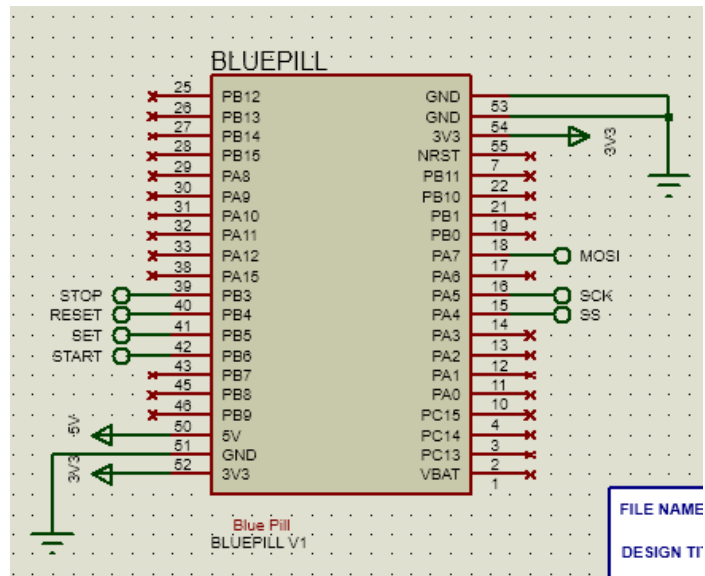 BLUEPILL
25 PB12
26 PB13
27 PB14
28 PB15
29 PA8
30 PA9
31 PA10
32 PA11
33 PA12
38 PA15
STOP 39 PB3
RESET 40 PB4
SET 41 PB5
START 42 PB6
43 PB7
45 PB8
46 PB9
5V 50 5V
51 GND
3V3 52 3V3
GND 53
GND 54
3V3 55 3V3
NRST 7
PB11 22
PB10 21
PB1 19
PB0 18
PA7 17 MOSI
PA6 16
PA5 15 SCK
PA4 14 SS
PA3 13
PA2 12
PA1 11
PA0 10
PC15 4
PC14 3
PC13 2
VBAT 1
Blue Pill
BLUEPILL V1
FILE NAME
DESIGN TIT